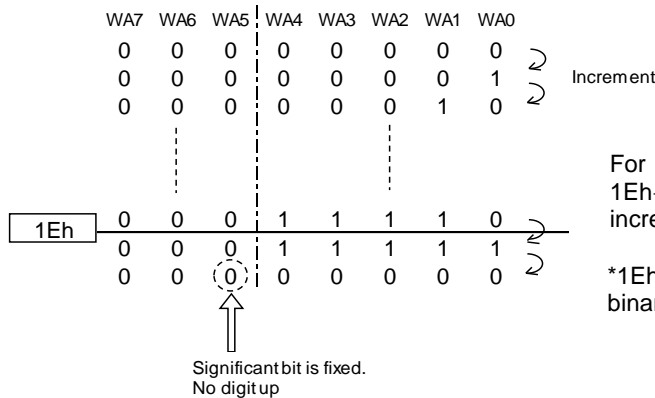 WA7 WA6 WA5 WA4 WA3 WA2 WA1 WA0
0 0 0 0 0 0 0 0
0 0 0 0 0 0 0 1
Increment
0 0 0 0 0 0 1 0
For
1Eh-
incre
1Eh 0 0 0 1 1 1 1 0
0 0 0 1 1 1 1 1
0 0 0 0 0 0 0 0
*1Eh
binar
Significant bit is fixed.
No digit up